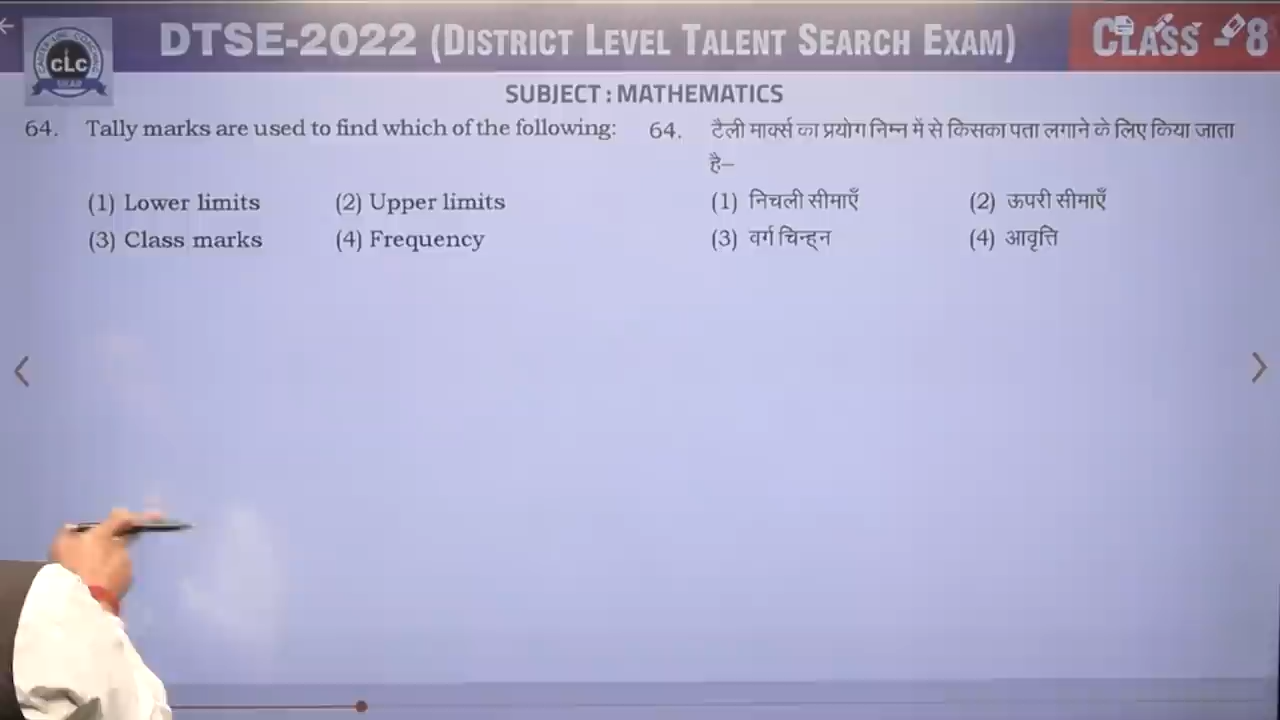 DTSE-2022 (DISTRICT LEVEL TALENT SEARCH EXAM)
CLASS - 8
cLc
SUBJECT : MATHEMATICS
64. Tally marks are used to find which of the following:
(1) Lower limits (2) Upper limits
(3) Class marks (4) Frequency
64. टैली मार्क्स का प्रयोग निम्न में से किसका पता लगाने के लिए किया जाता
है–
(1) निचली सीमाएँ (2) ऊपरी सीमाएँ
(3) वर्ग चिन्ह्न (4) आवृत्ति